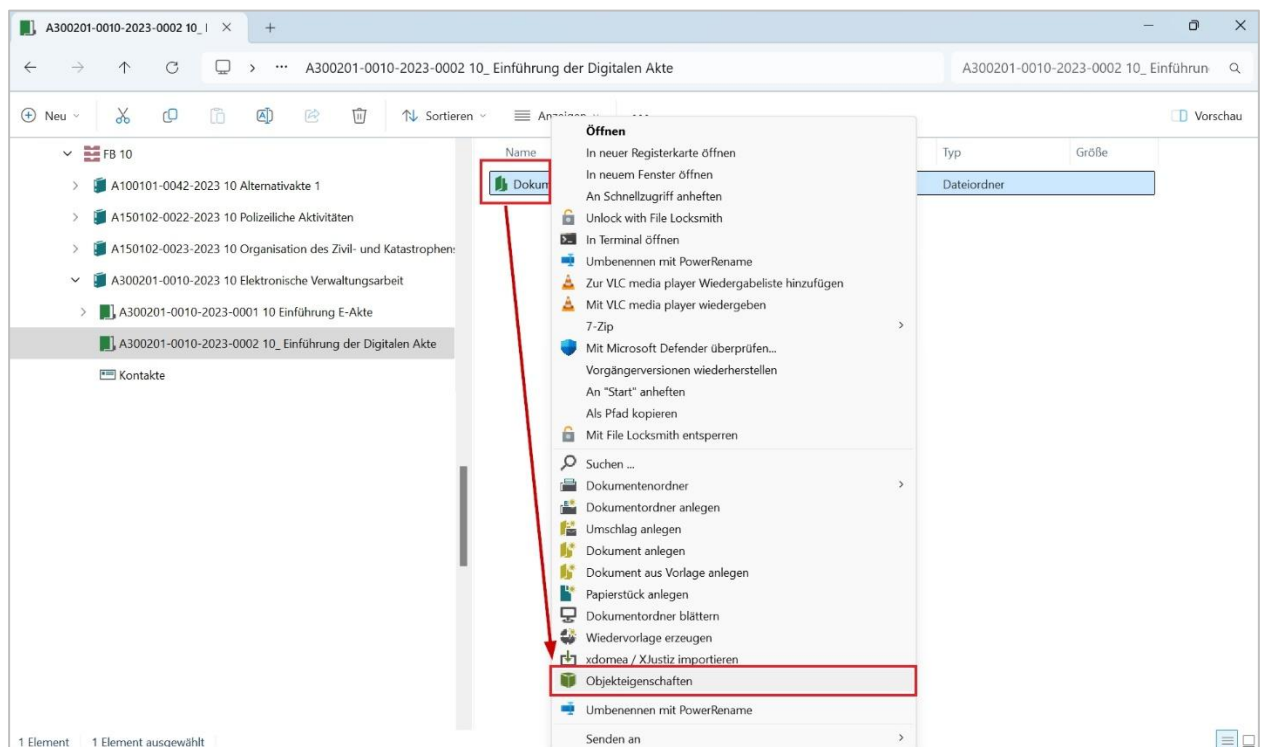 A300201-0010-2023-0002 10_
A300201-0010-2023-0002 10_ Einführung der Digitalen Akte
A300201-0010-2023-0002 10_ Einführun
Neu
Sortieren
Anzeigen
Vorschau
FB 10
A100101-0042-2023 10 Alternativakte 1
A150102-0022-2023 10 Polizeiliche Aktivitäten
A150102-0023-2023 10 Organisation des Zivil- und Katastrophens
A300201-0010-2023 10 Elektronische Verwaltungsarbeit
A300201-0010-2023-0001 10 Einführung E-Akte
A300201-0010-2023-0002 10_ Einführung der Digitalen Akte
Kontakte
Name
Typ
Größe
Dokum
Dateiordner
Öffnen
In neuer Registerkarte öffnen
In neuem Fenster öffnen
An Schnellzugriff anheften
Unlock with File Locksmith
In Terminal öffnen
Umbenennen mit PowerRename
Zur VLC media player Wiedergabeliste hinzufügen
Mit VLC media player wiedergeben
7-Zip
Mit Microsoft Defender überprüfen...
Vorgängerversionen wiederherstellen
An "Start" anheften
Als Pfad kopieren
Mit File Locksmith entsperren
Suchen ...
Dokumentenordner
Dokumentordner anlegen
Umschlag anlegen
Dokument anlegen
Dokument aus Vorlage anlegen
Papierstück anlegen
Dokumentordner blättern
Wiedervorlage erzeugen
xdomea / XJustiz importieren
Objekteigenschaften
Umbenennen mit PowerRename
Senden an
1 Element
1 Element ausgewählt